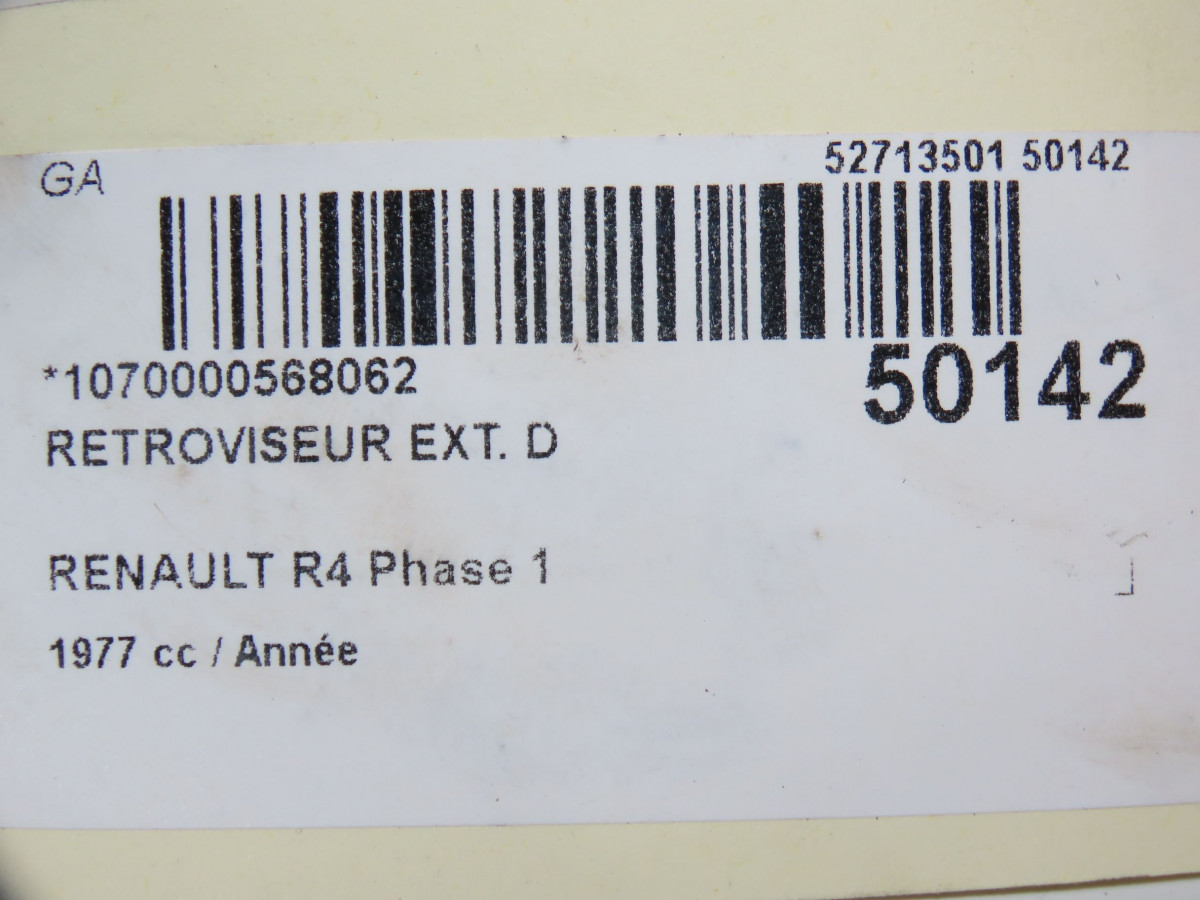 GA
52713501 50142
*1070000568062
50142
RETROVISEUR EXT. D
RENAULT R4 Phase 1
1977 cc / Année